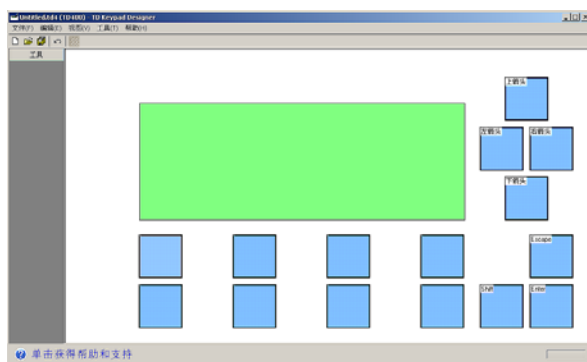 Untitled.td4 (TD400) - TD Keypad Designer
文件(F) 编辑(E) 视图(V) 工具(T) 帮助(H)
工具
上箭头
左箭头 右箭头
下箭头
Escape
Shift Enter
单击获得帮助和支持